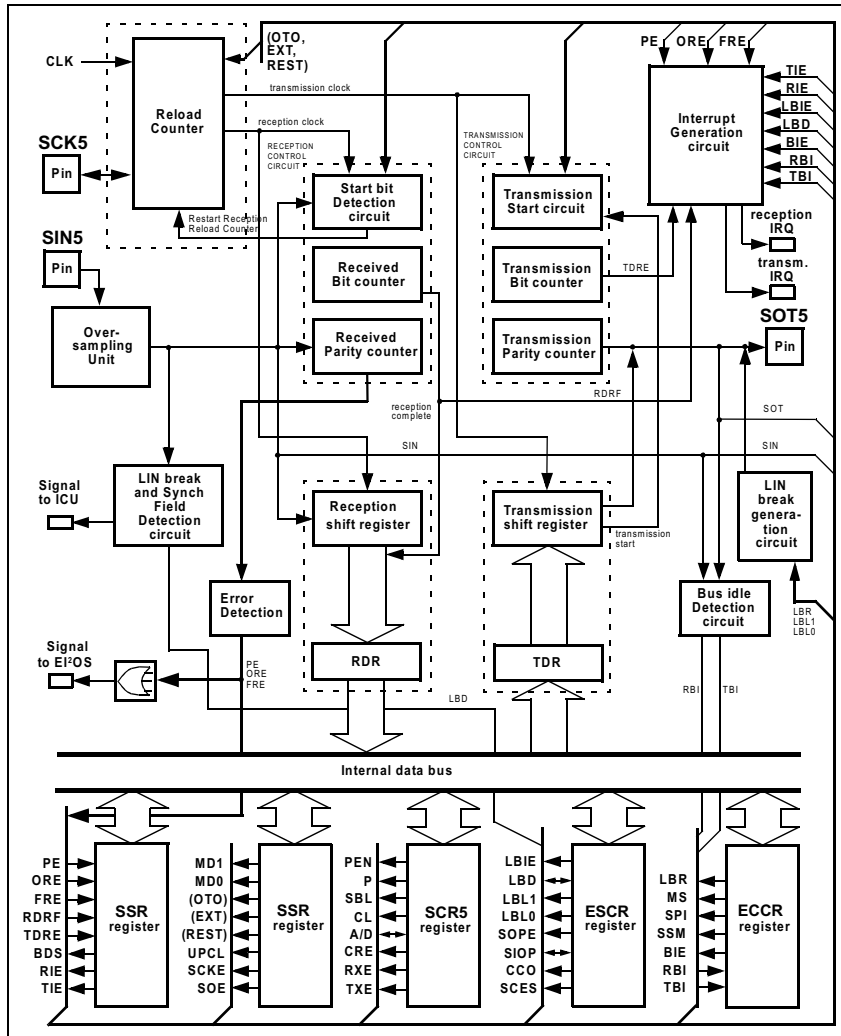 (OTO,
EXT,
REST)
PE ORE FRE
CLK
Reload
Counter
transmission clock
reception clock
RECEPTION
CONTROL
CIRCUIT
TRANSMISSION
CONTROL
CIRCUIT
Interrupt
Generation
circuit
TIE
RIE
LBIE
LBD
BIE
RBI
TBI
SCK5
Pin
Restart Reception
Reload Counter
Start bit
Detection
circuit
Transmission
Start circuit
reception
IRQ
transm.
IRQ
SIN5
Pin
Received
Bit counter
Transmission
Bit counter
TDRE
SOT5
Pin
Over-
sampling
Unit
Received
Parity counter
Transmission
Parity counter
RDRF
reception
complete
SOT
SIN
SIN
Signal
to ICU
LIN break
and Synch
Field
Detection
circuit
Reception
shift register
Transmission
shift register
transmission
start
LIN
break
genera-
tion
circuit
Error
Detection
Bus idle
Detection
circuit
LBR
LBL1
LBL0
Signal
to EI²OS
PE
ORE
FRE
RDR
TDR
LBD
RBI
TBI
Internal data bus
PE
ORE
FRE
RDRF
TDRE
BDS
RIE
TIE
SSR
register
MD1
MD0
(OTO)
(EXT)
(REST)
UPCL
SCKE
SOE
SSR
register
PEN
P
SBL
CL
A/D
CRE
RXE
TXE
SCR5
register
LBIE
LBD
LBL1
LBL0
SOPE
SIOP
CCO
SCES
ESCR
register
LBR
MS
SPI
SSM
BIE
RBI
TBI
ECCR
register